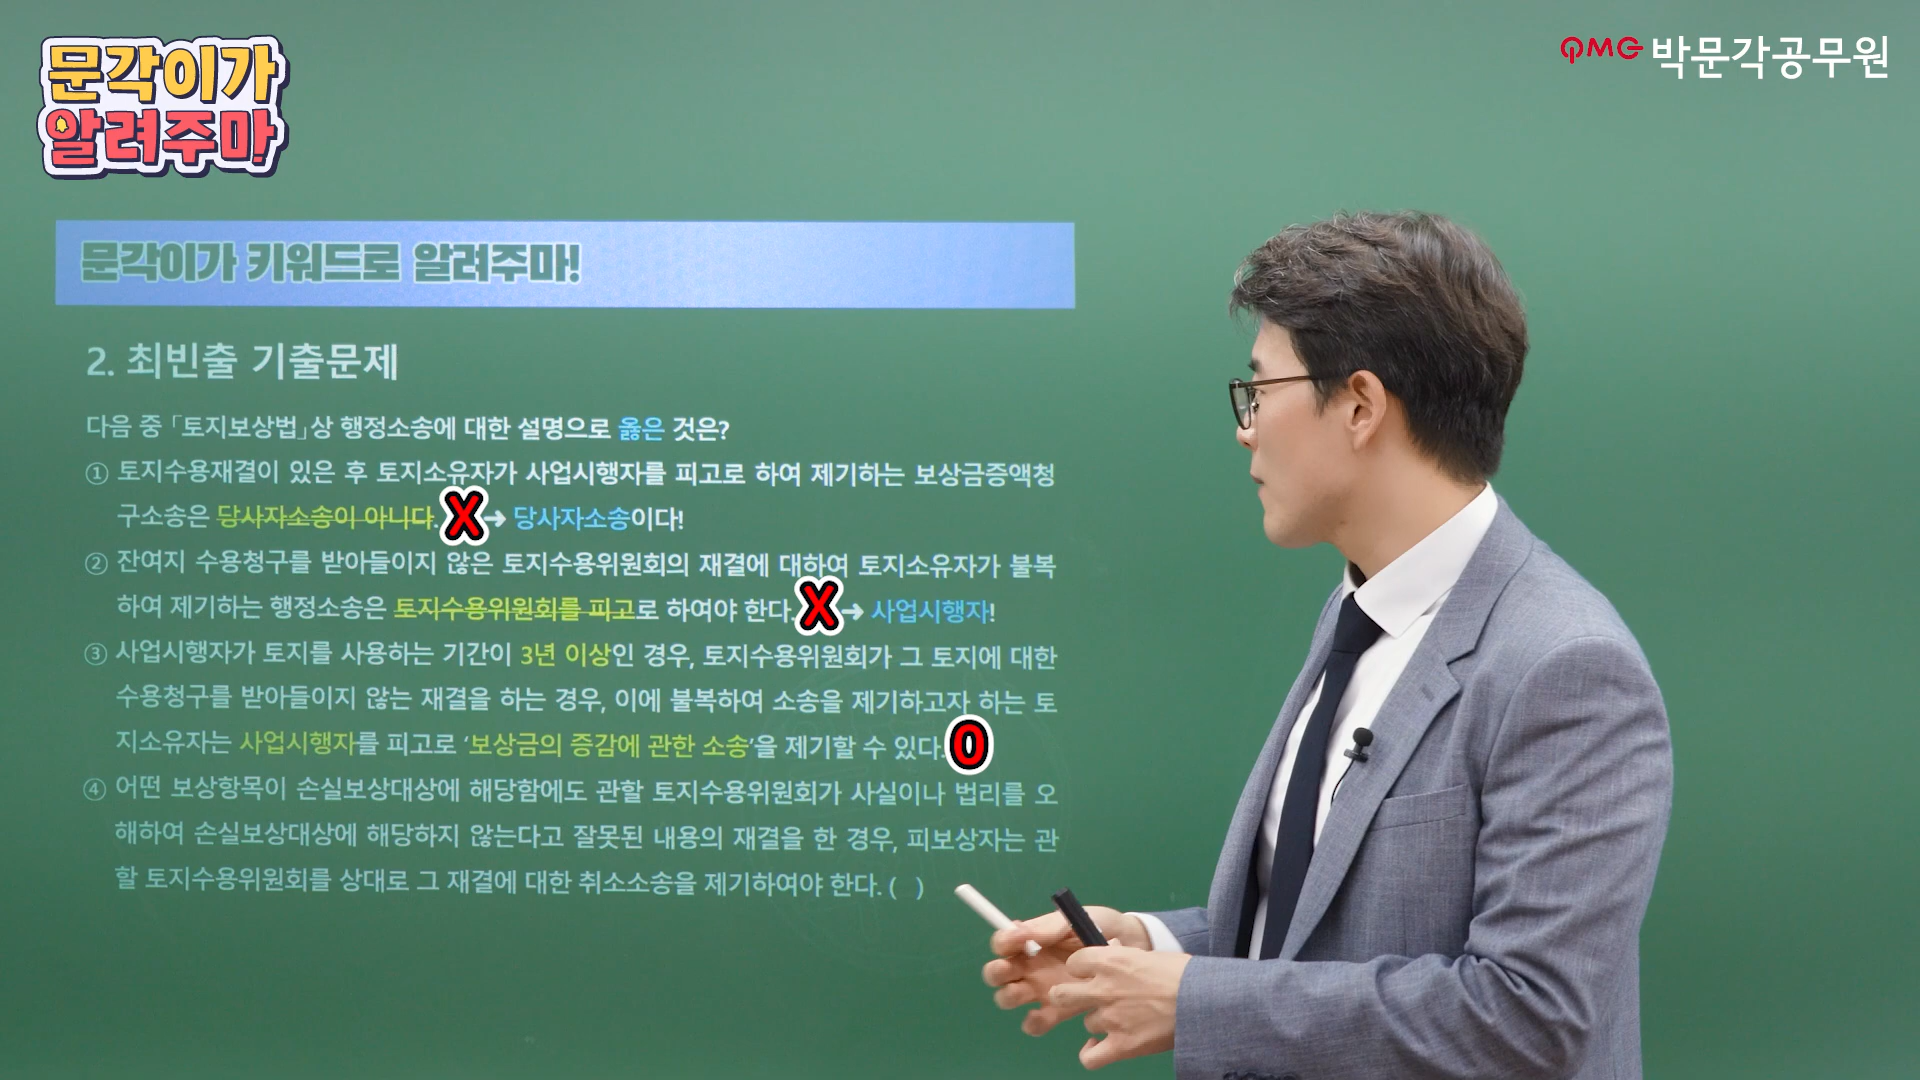 문각이가
알려주마
PMG 박문각공무원
문각이가 키워드로 알려주마!
2. 최빈출 기출문제
다음 중 「토지보상법」상 행정소송에 대한 설명으로 옳은 것은?
① 토지수용재결이 있은 후 토지소유자가 사업시행자를 피고로 하여 제기하는 보상금증액청
구소송은 당사자소송이 아니다. X → 당사자소송이다!
② 잔여지 수용청구를 받아들이지 않은 토지수용위원회의 재결에 대하여 토지소유자가 불복
하여 제기하는 행정소송은 토지수용위원회를 피고로 하여야 한다. X → 사업시행자!
③ 사업시행자가 토지를 사용하는 기간이 3년 이상인 경우, 토지수용위원회가 그 토지에 대한
수용청구를 받아들이지 않는 재결을 하는 경우, 이에 불복하여 소송을 제기하고자 하는 토
지소유자는 사업시행자를 피고로 ‘보상금의 증감에 관한 소송’을 제기할 수 있다. O
④ 어떤 보상항목이 손실보상대상에 해당함에도 관할 토지수용위원회가 사실이나 법리를 오
해하여 손실보상대상에 해당하지 않는다고 잘못된 내용의 재결을 한 경우, 피보상자는 관
할 토지수용위원회를 상대로 그 재결에 대한 취소소송을 제기하여야 한다. ( )